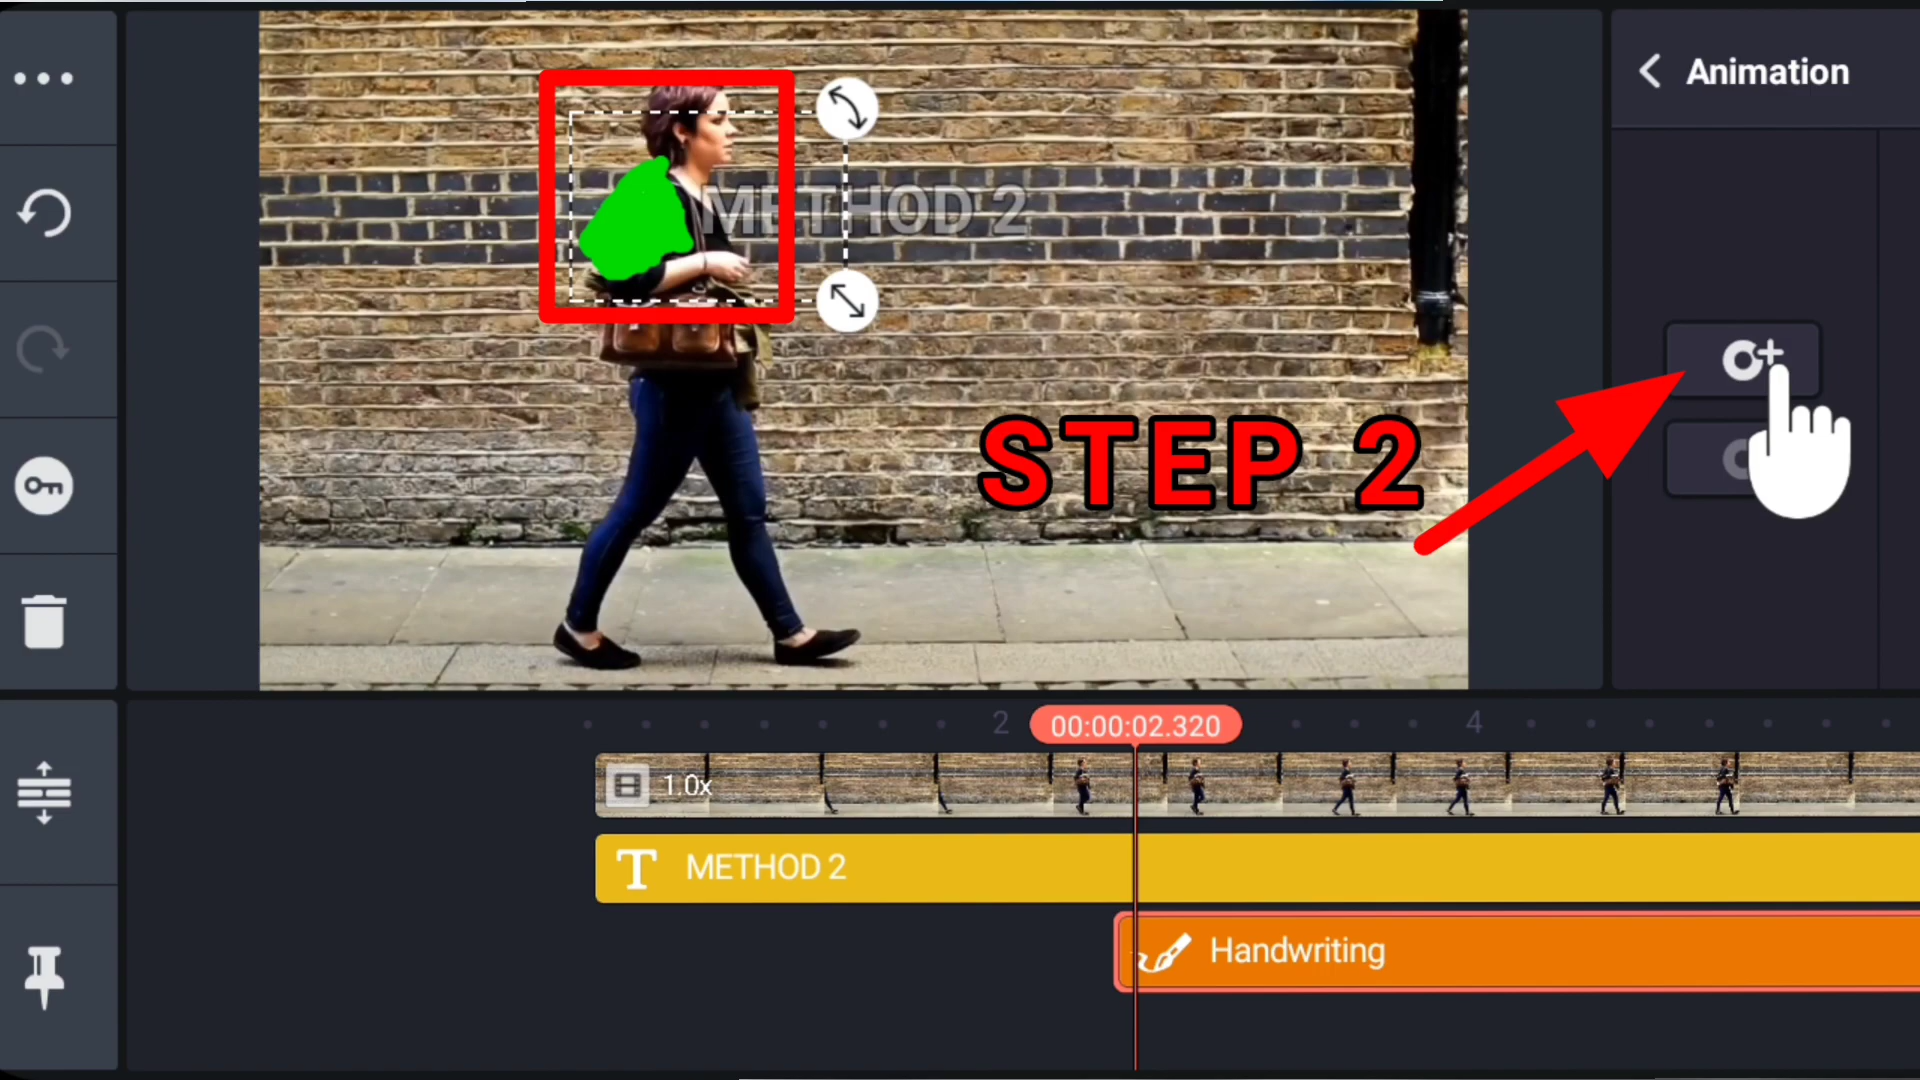 Animation
METHOD 2
STEP 2
2
00:00:02.320
4
1.0x
METHOD 2
Handwriting